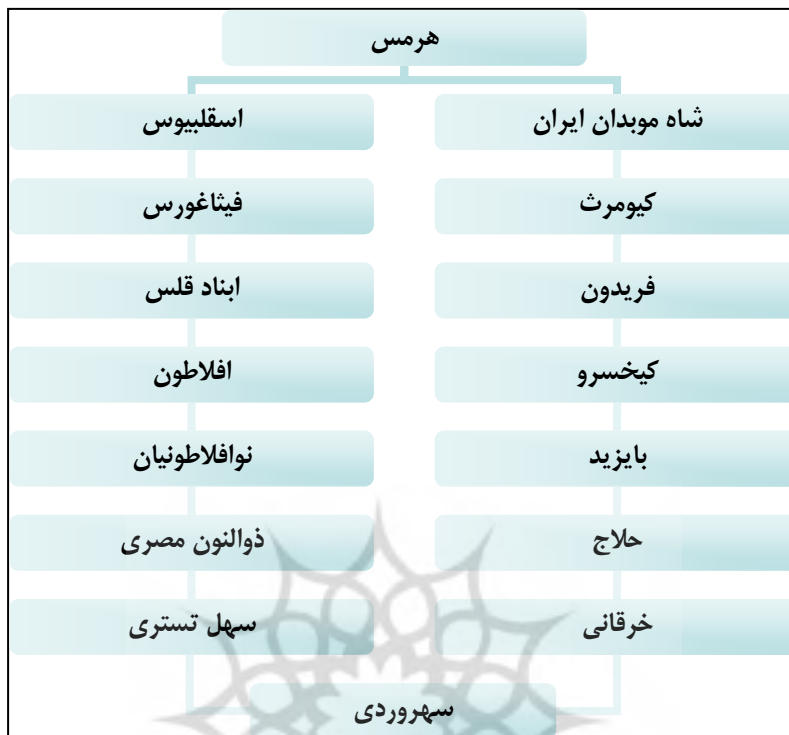 هرمس
شاه موبدان ایران
اسقلبیوس
کیومرث
فیثاغورس
فریدون
ابناد قلس
کیخسرو
افلاطون
بایزید
نوافلاطونیان
حلاج
ذوالنون مصری
خرقانی
سهل تستری
سهروردی